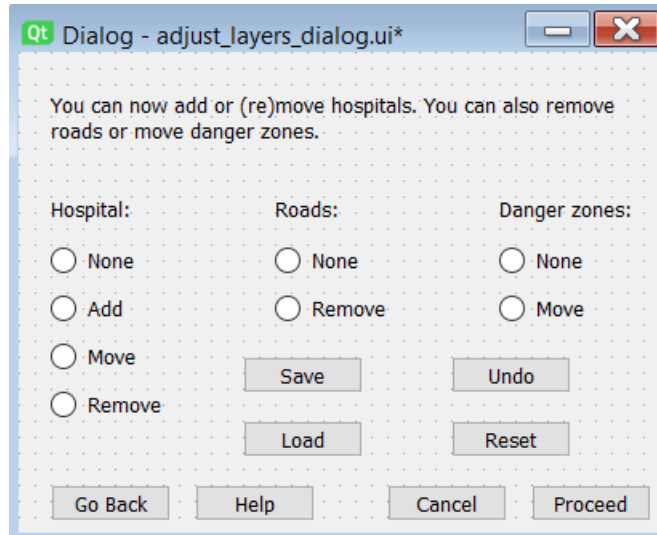 Qt Dialog - adjust_layers_dialog.ui*
You can now add or (re)move hospitals. You can also remove
roads or move danger zones.
Hospital: Roads: Danger zones:
None None None
Add Remove Move
Move
Save Undo
Remove
Load Reset
Go Back Help Cancel Proceed